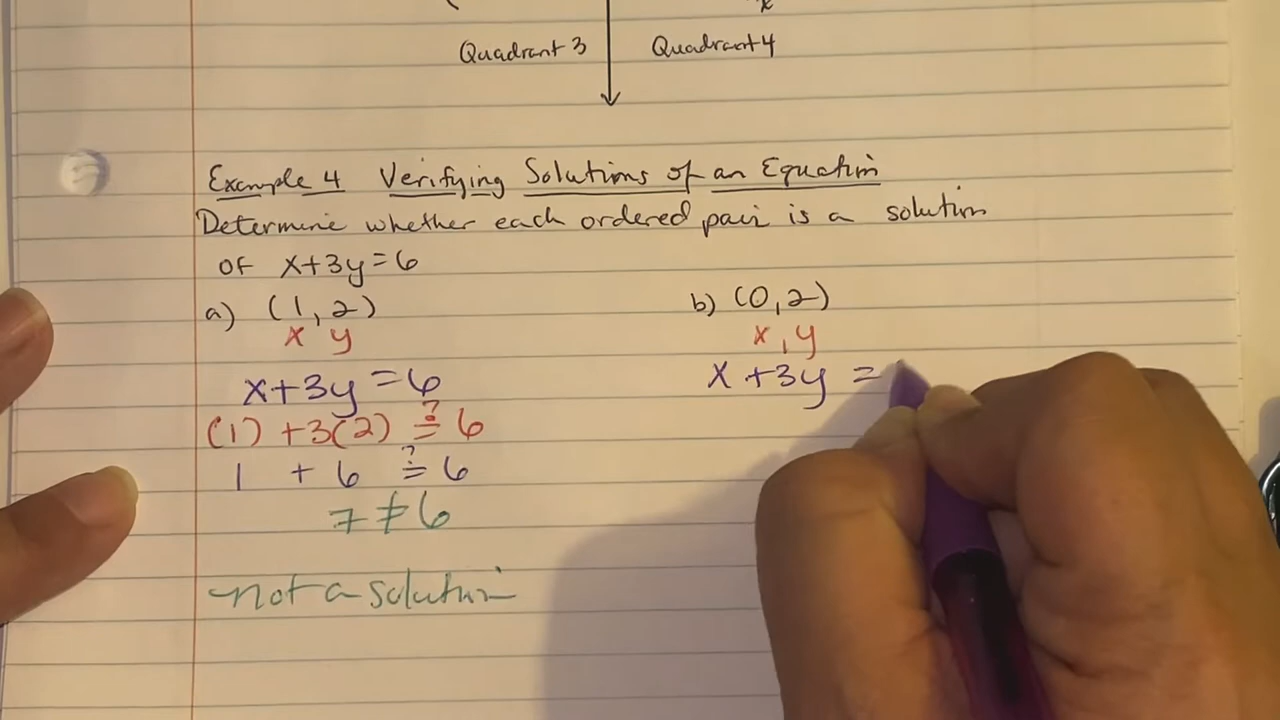 Quadrant 3
Quadrant 4
Example 4 Verifying Solutions of an Equation
Determine whether each ordered pair is a solution
of x+3y=6
a) (1,2)
x y
x+3y=6
(1) +3(2) ≟ 6
1 + 6 ≟ 6
7≠6
not a solution
b) (0,2)
x,y
x +3y =